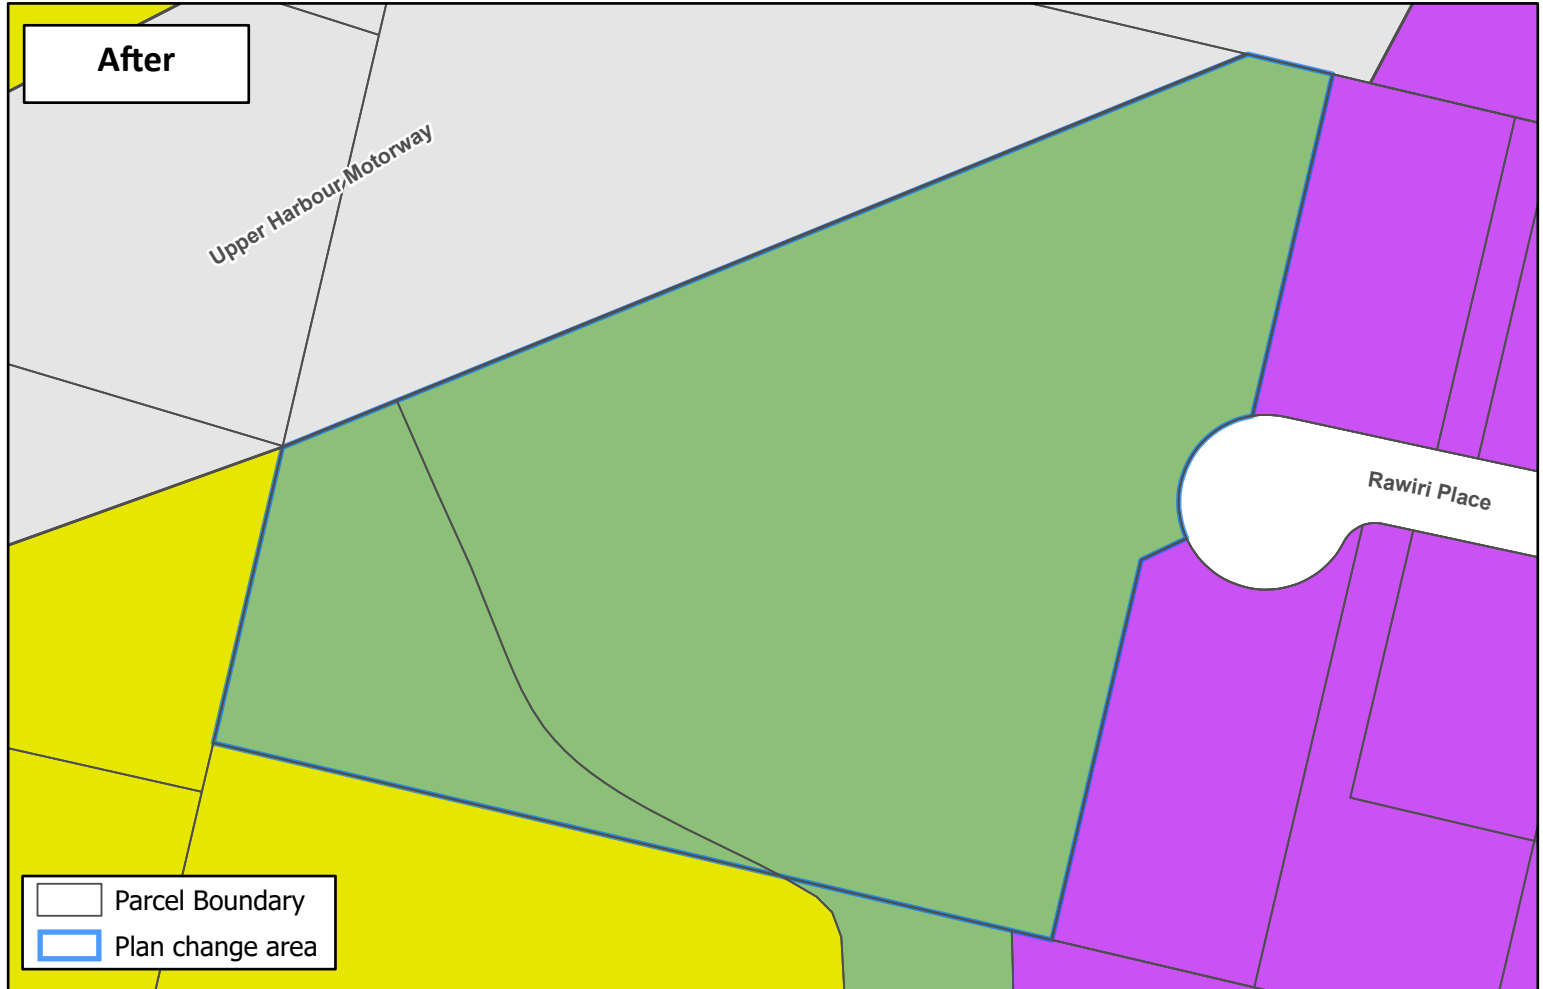 After
Upper Harbour Motorway
Rawiri Place
Parcel Boundary
Plan change area